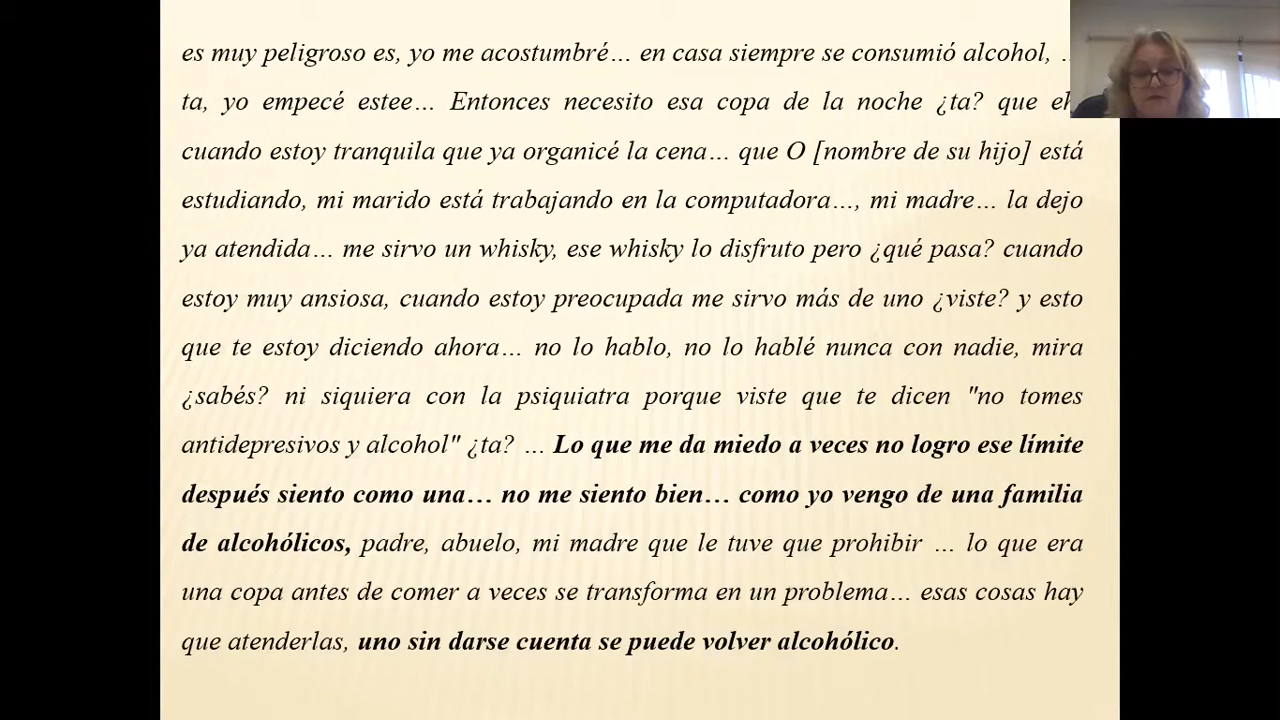 es muy peligroso es, yo me acostumbré… en casa siempre se consumió alcohol, ..
ta, yo empecé estee… Entonces necesito esa copa de la noche ¿ta? que eh
cuando estoy tranquila que ya organicé la cena… que O [nombre de su hijo] está
estudiando, mi marido está trabajando en la computadora…, mi madre… la dejo
ya atendida… me sirvo un whisky, ese whisky lo disfruto pero ¿qué pasa? cuando
estoy muy ansiosa, cuando estoy preocupada me sirvo más de uno ¿viste? y esto
que te estoy diciendo ahora… no lo hablo, no lo hablé nunca con nadie, mira
¿sabés? ni siquiera con la psiquiatra porque viste que te dicen "no tomes
antidepresivos y alcohol" ¿ta? … Lo que me da miedo a veces no logro ese límite
después siento como una… no me siento bien… como yo vengo de una familia
de alcohólicos, padre, abuelo, mi madre que le tuve que prohibir … lo que era
una copa antes de comer a veces se transforma en un problema… esas cosas hay
que atenderlas, uno sin darse cuenta se puede volver alcohólico.